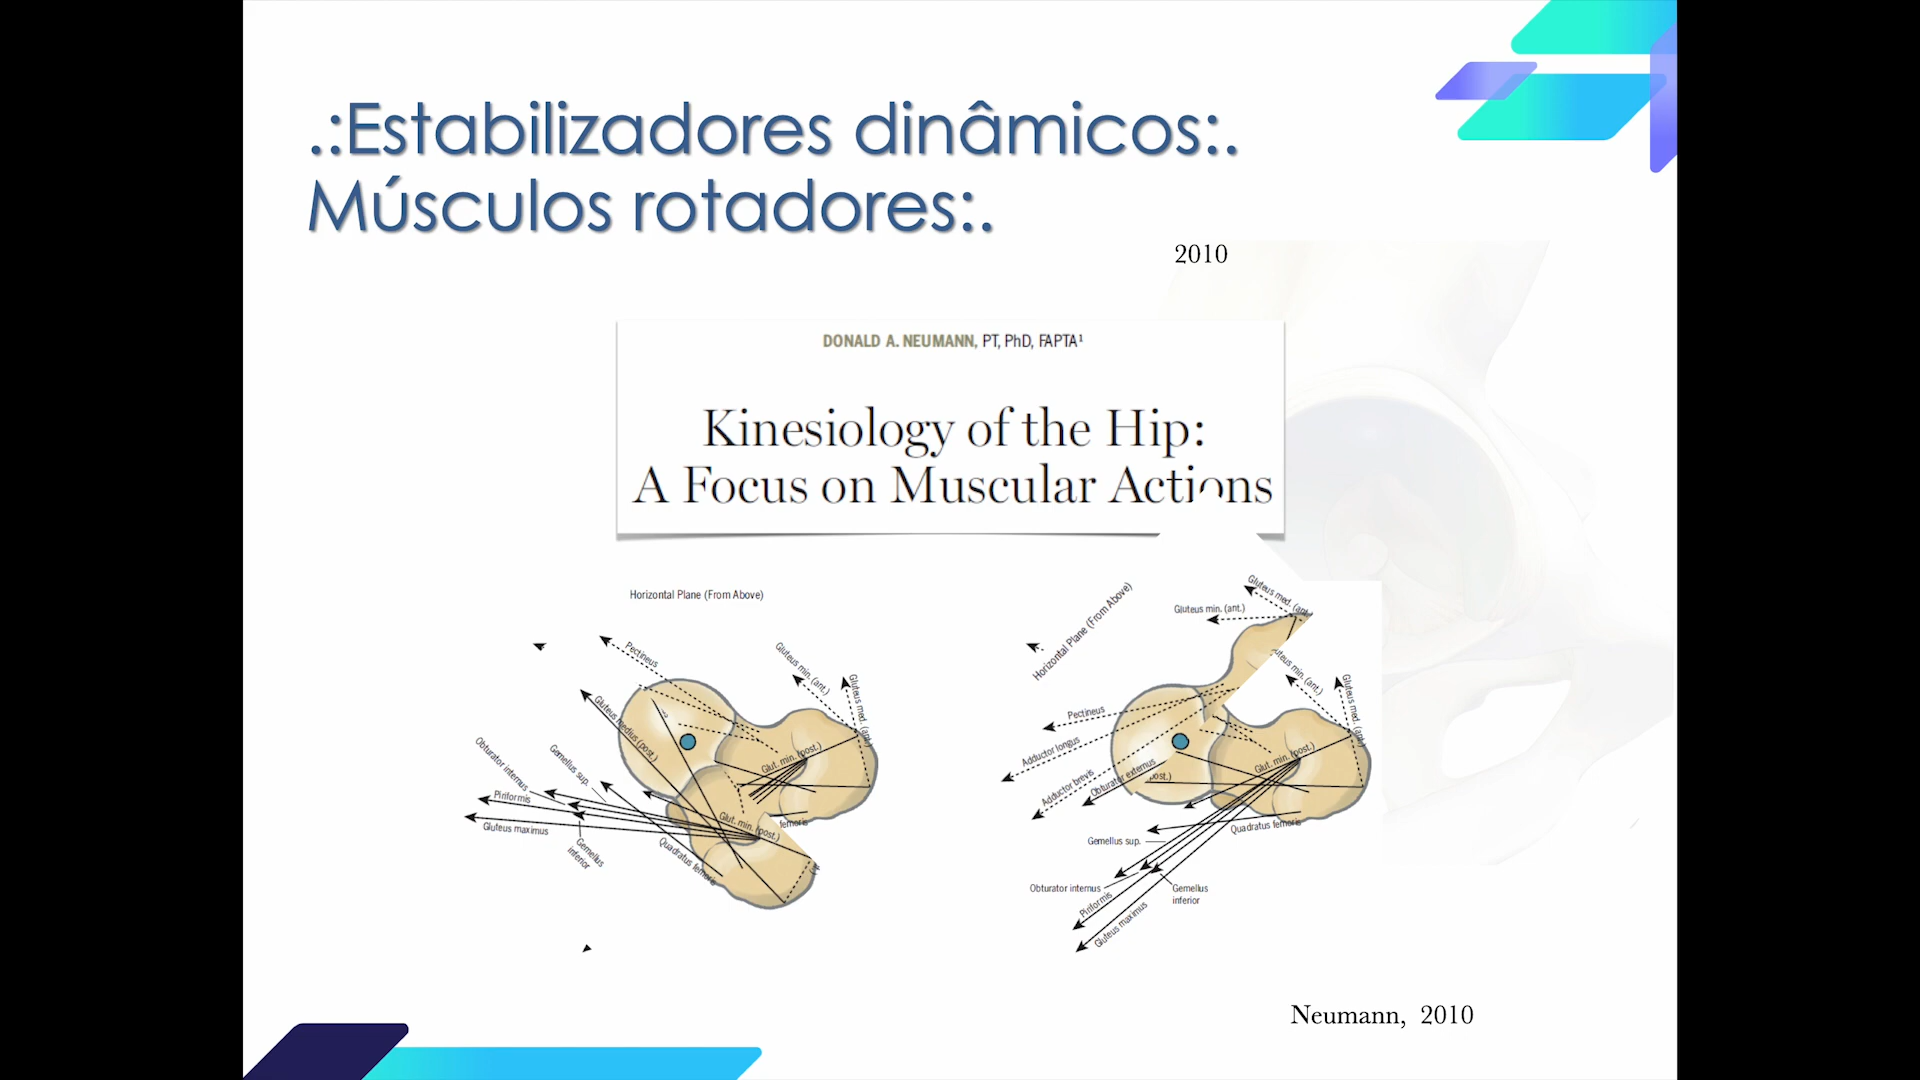 .:Estabilizadores dinâmicos:.
Músculos rotadores:.
2010
DONALD A. NEUMANN, PT, PhD, FAPTA¹
Kinesiology of the Hip:
A Focus on Muscular Actions
Horizontal Plane (From Above)
Pectineus
Gluteus min. (ant.)
Gluteus med. (ant.)
Gluteus medius (post.)
Obturator internus
Gemellus sup.
Piriformis
Gluteus maximus
Gemellus
inferior
Quadratus femoris
Glut. min. (post.)
Glut. min. (post.)
femoris
Horizontal Plane (From Above)
Gluteus min. (ant.)
Gluteus med. (ant.)
uteus min. (ant.)
Gluteus med. (ant.)
Pectineus
Adductor longus
Adductor brevis
Obturator externus
post.)
Glut. min. (post.)
Quadratus femoris
Gemellus sup.
Obturator internus
Gemellus
inferior
Piriformis
Gluteus maximus
Neumann, 2010